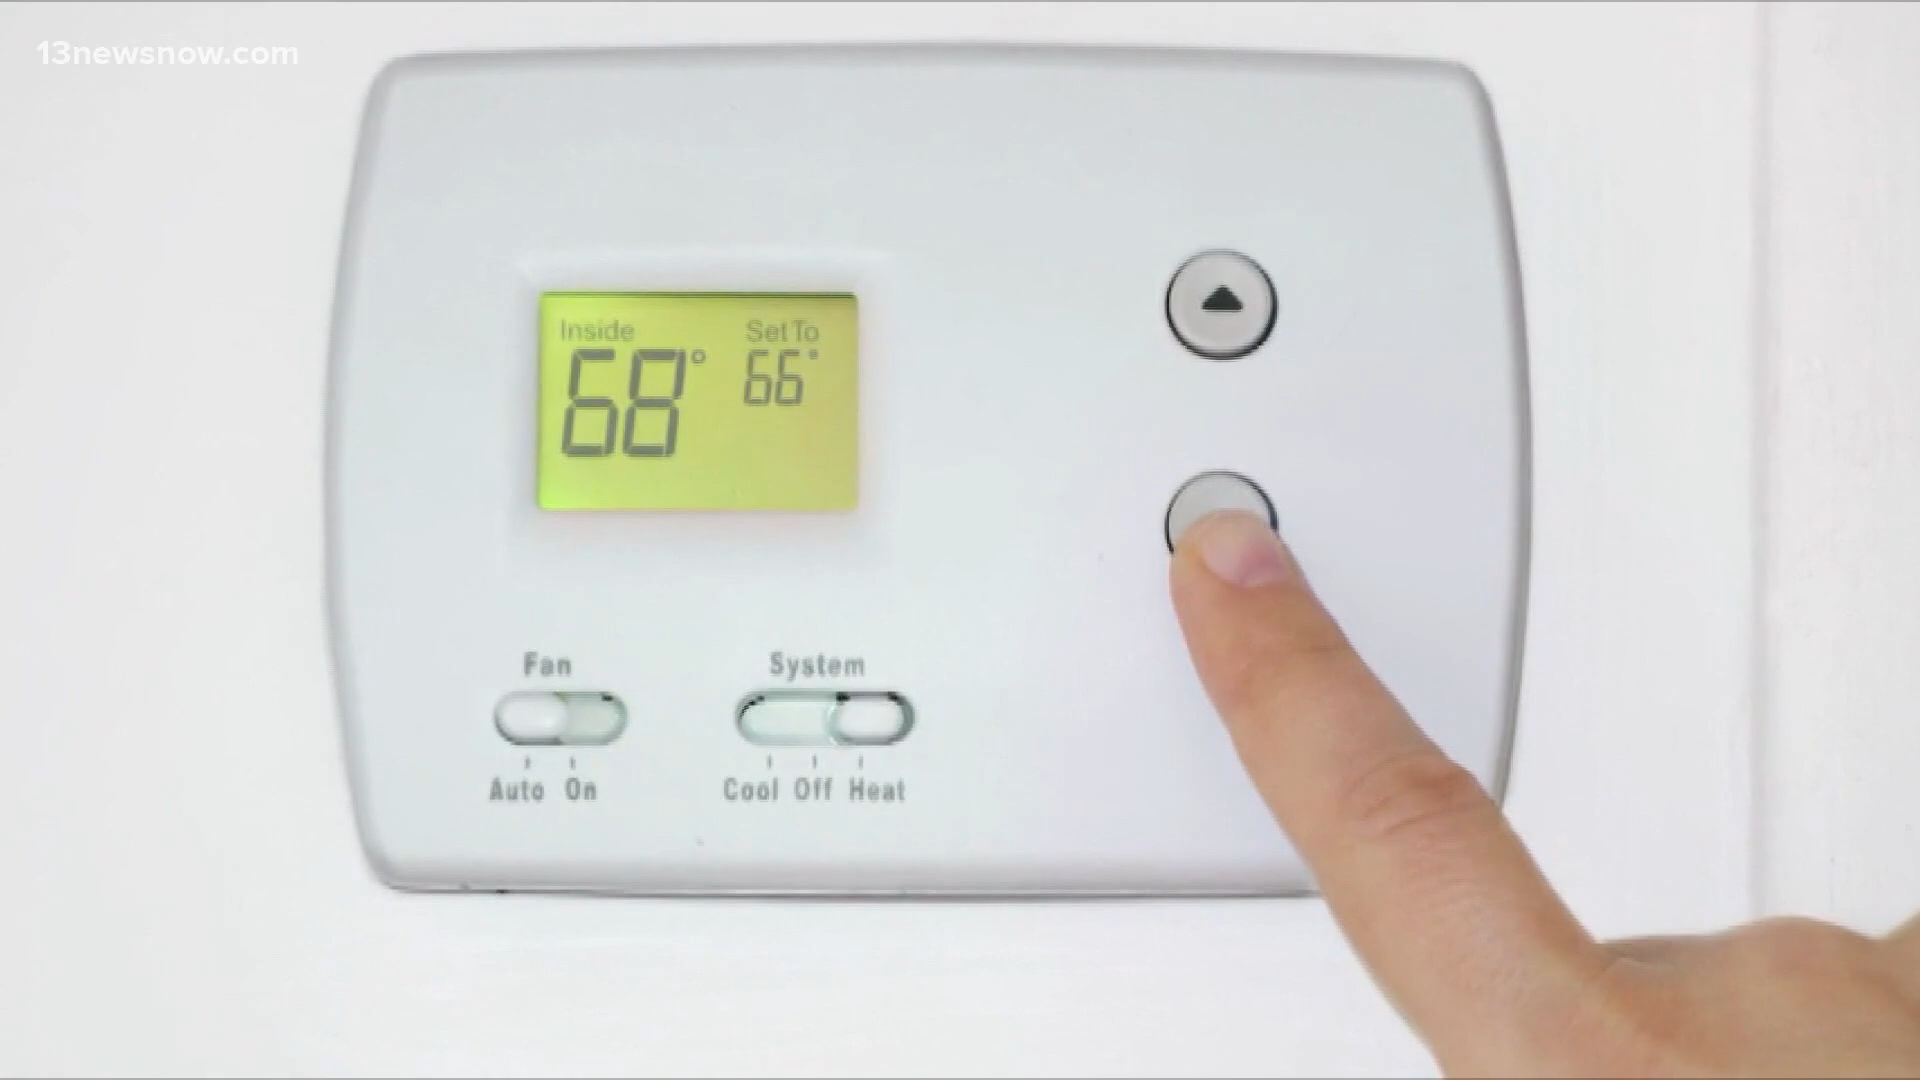 13newsnow.com
Inside Set To
68° 66°
Fan System
Auto On Cool Off Heat